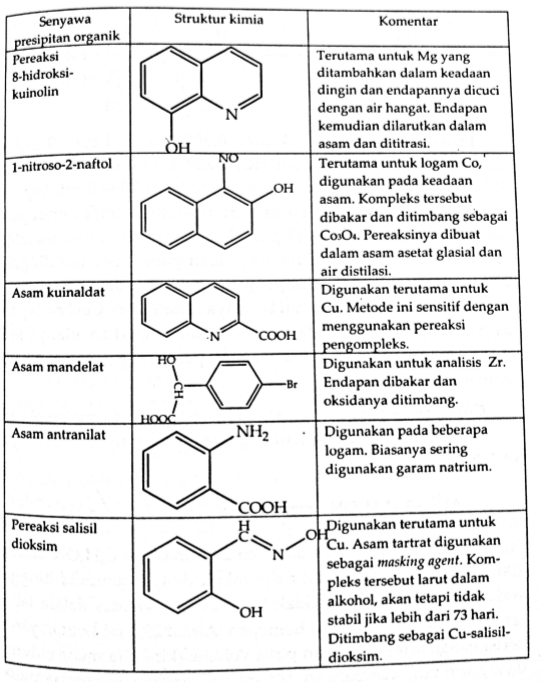 Senyawa
presipitan organik
Struktur kimia
Komentar
Pereaksi
8-hidroksi-
kuinolin
N
OH
Terutama untuk Mg yang
ditambahkan dalam keadaan
dingin dan endapannya dicuci
dengan air hangat. Endapan
kemudian dilarutkan dalam
asam dan dititrasi.
1-nitroso-2-naftol
NO
OH
Terutama untuk logam Co,
digunakan pada keadaan
asam. Kompleks tersebut
dibakar dan ditimbang sebagai
Co₃O₄. Pereaksinya dibuat
dalam asam asetat glasial dan
air distilasi.
Asam kuinaldat
N
COOH
Digunakan terutama untuk
Cu. Metode ini sensitif dengan
menggunakan pereaksi
pengompleks.
Asam mandelat
HO
CH
HOOC
Br
Digunakan untuk analisis Zr.
Endapan dibakar dan
oksidanya ditimbang.
Asam antranilat
NH₂
COOH
Digunakan pada beberapa
logam. Biasanya sering
digunakan garam natrium.
Pereaksi salisil
dioksim
H
C
N
OH
OH
Digunakan terutama untuk
Cu. Asam tartrat digunakan
sebagai masking agent. Kom-
pleks tersebut larut dalam
alkohol, akan tetapi tidak
stabil jika lebih dari 73 hari.
Ditimbang sebagai Cu-salisil-
dioksim.